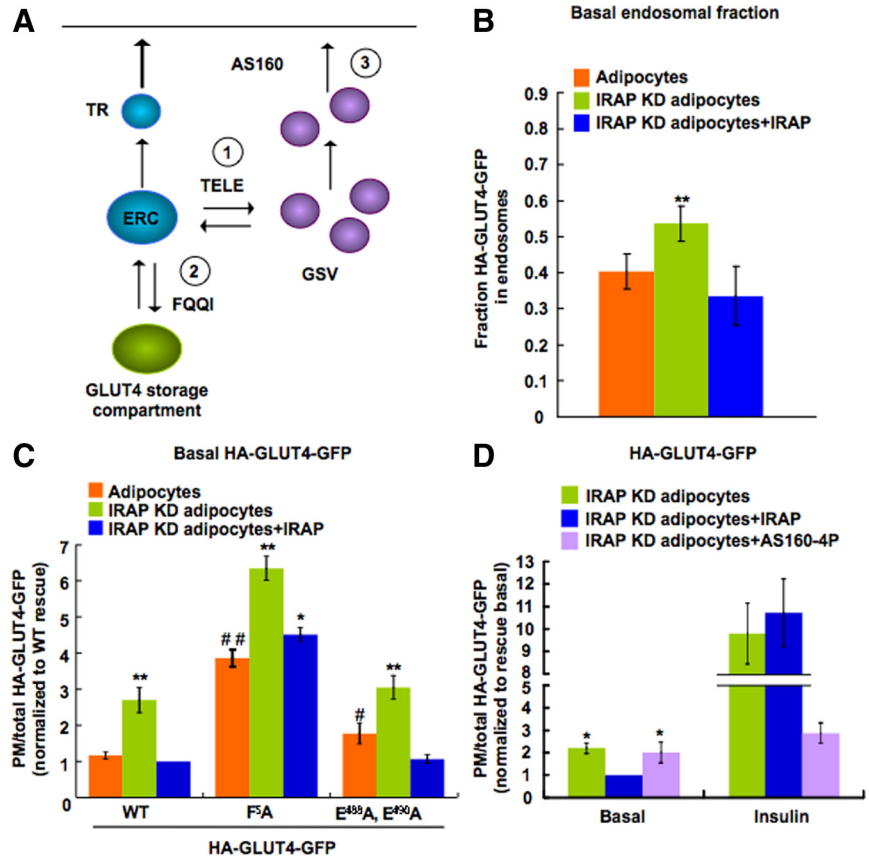 A
AS160
3
TR
1
TELE
ERC
GSV
2
FQQI
GLUT4 storage
compartment
B
Basal endosomal fraction
Adipocytes
IRAP KD adipocytes
IRAP KD adipocytes+IRAP
Fraction HA-GLUT4-GFP
in endosomes
0.9
0.8
0.7
0.6
0.5
0.4
0.3
0.2
0.1
0
**
C
Basal HA-GLUT4-GFP
Adipocytes
IRAP KD adipocytes
IRAP KD adipocytes+IRAP
PM/total HA-GLUT4-GFP
(normalized to WT rescue)
7
6
5
4
3
2
1
0
**
##
**
*
#
**
WT
F⁵A
E⁴⁸⁸A, E⁴⁹⁰A
HA-GLUT4-GFP
D
HA-GLUT4-GFP
IRAP KD adipocytes
IRAP KD adipocytes+IRAP
IRAP KD adipocytes+AS160-4P
PM/total HA-GLUT4-GFP
(normalized to rescue basal)
13
12
11
10
9
8
5
4
3
2
1
0
*
*
Basal
Insulin